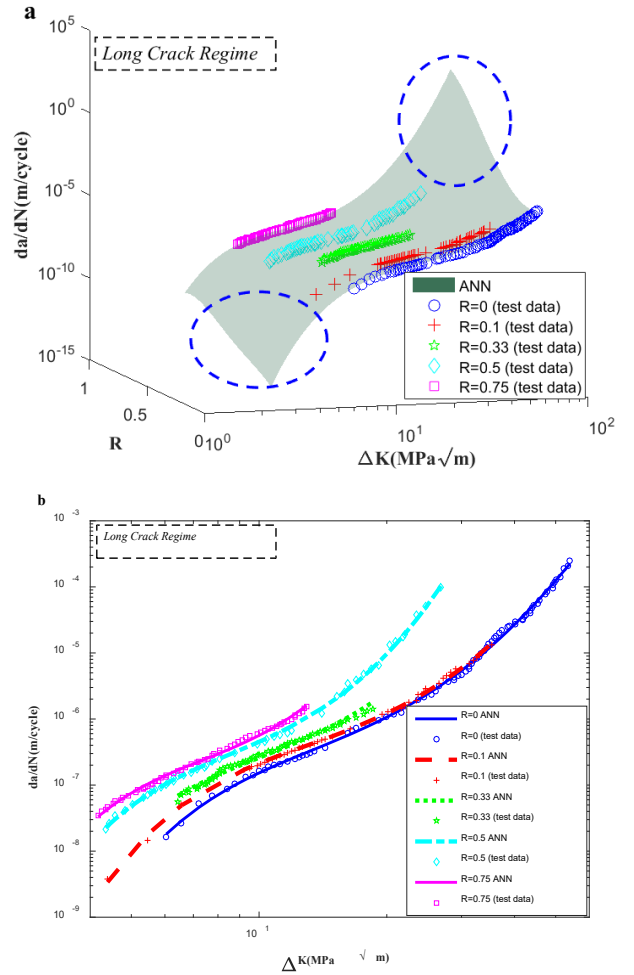 a
Long Crack Regime
da/dN(m/cycle)
10^5
10^0
10^-5
10^-10
10^-15
1
0.5
0
R
10^0
10^1
10^2
ΔK(MPa√m)
ANN
R=0 (test data)
R=0.1 (test data)
R=0.33 (test data)
R=0.5 (test data)
R=0.75 (test data)
b
Long Crack Regime
da/dN(m/cycle)
10^-3
10^-4
10^-5
10^-6
10^-7
10^-8
10^-9
R=0 ANN
R=0 (test data)
R=0.1 ANN
R=0.1 (test data)
R=0.33 ANN
R=0.33 (test data)
R=0.5 ANN
R=0.5 (test data)
R=0.75 ANN
R=0.75 (test data)
10^-1
ΔK(MPa √ m)